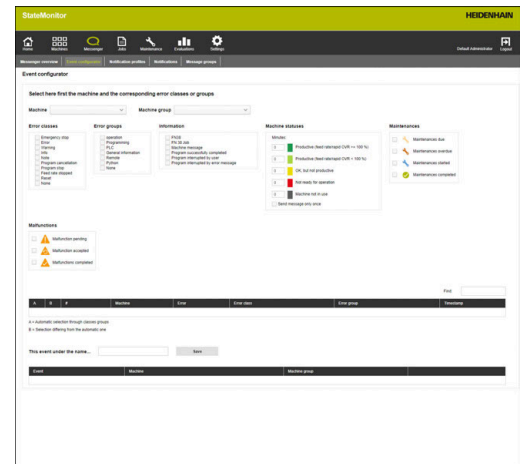 StateMonitor
HEIDENHAIN
Home Machines Messenger Jobs Maintenance Evaluations Settings
Default Administrator Logout
Messenger overview Event configurator Notification profiles Notifications Message groups
Event configurator
Select here first the machine and the corresponding error classes or groups
Machine Machine group
Error classes Error groups Information Machine statuses Maintenances
Emergency stop
Error
Warning
Info
Note
Program cancellation
Program stop
Feed rate stopped
Reset
None
operation
Programming
PLC
General information
Remote
Python
None
FN38
Machine message
Program successfully completed
Program interrupted by user
Program interrupted by error message
Minutes:
0 Productive (feed rate/rapid OVR >= 100 %)
0 Productive (feed rate/rapid OVR < 100 %)
0 OK, but not productive
0 Not ready for operation
0 Machine not in use
Send message only once
Maintenances due
Maintenances overdue
Maintenances started
Maintenances completed
Malfunctions
Malfunction pending
Malfunction accepted
Malfunctions completed
Find:
A B # Machine Error Error class Error group Timestamp
A = Automatic selection through classes groups
B = Selection differing from the automatic one
This event under the name... Save
Event Machine Machine group